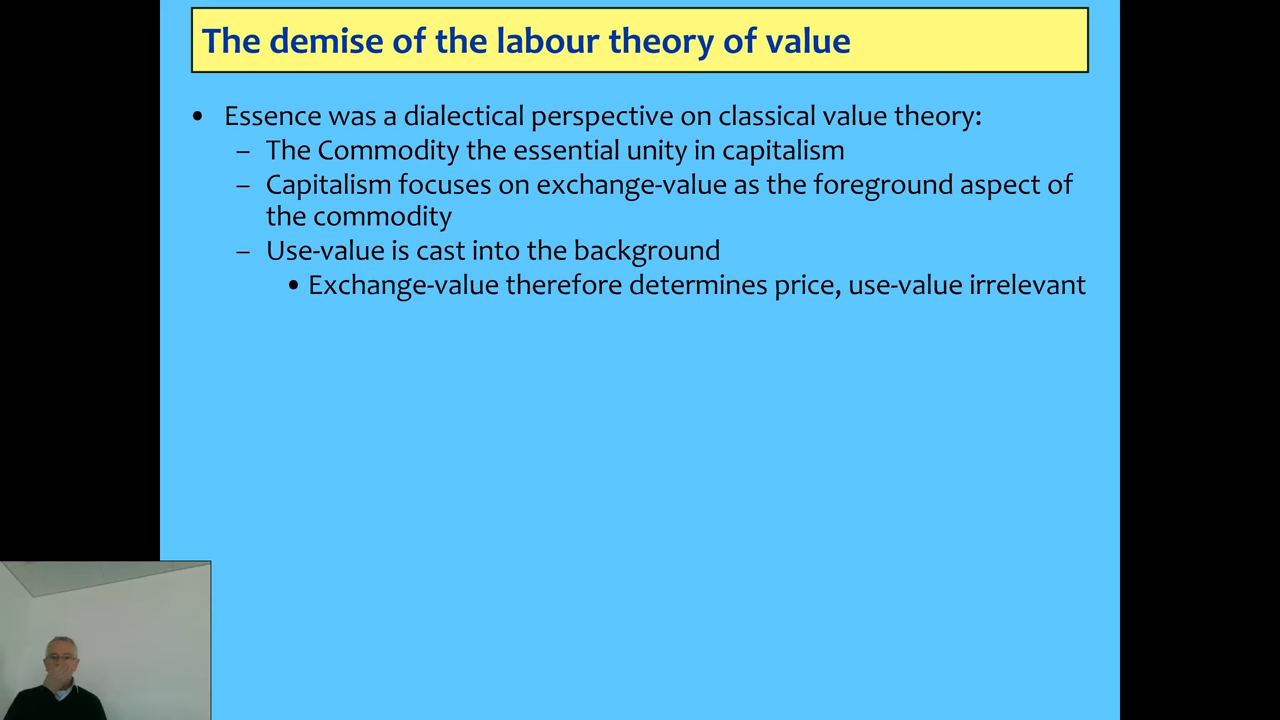 The demise of the labour theory of value
• Essence was a dialectical perspective on classical value theory:
– The Commodity the essential unity in capitalism
– Capitalism focuses on exchange-value as the foreground aspect of
the commodity
– Use-value is cast into the background
• Exchange-value therefore determines price, use-value irrelevant